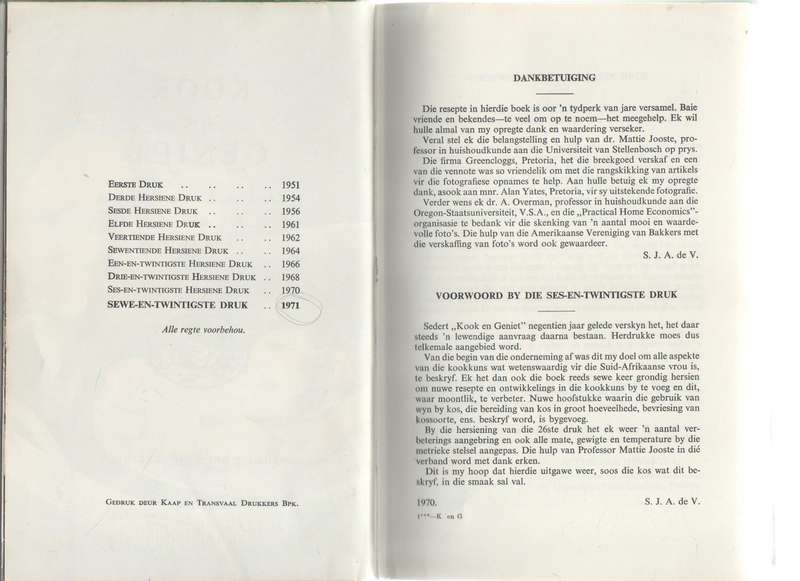 EERSTE DRUK .. .. .. .. 1951
DERDE HERSIENE DRUK .. .. .. 1954
SESDE HERSIENE DRUK .. .. .. 1956
ELFDE HERSIENE DRUK .. .. .. 1961
VEERTIENDE HERSIENE DRUK .. .. 1962
SEWENTIENDE HERSIENE DRUK .. .. 1964
EEN-EN-TWINTIGSTE HERSIENE DRUK .. 1966
DRIE-EN-TWINTIGSTE HERSIENE DRUK .. 1968
SES-EN-TWINTIGSTE HERSIENE DRUK .. 1970
SEWE-EN-TWINTIGSTE DRUK .. 1971
Alle regte voorbehou.
GEDRUK DEUR KAAP EN TRANSVAAL DRUKKERS BPK.
DANKBETUIGING
Die resepte in hierdie boek is oor 'n tydperk van jare versamel. Baie
vriende en bekendes—te veel om op te noem—het meegehelp. Ek wil
hulle almal van my opregte dank en waardering verseker.
Veral stel ek die belangstelling en hulp van dr. Mattie Jooste, pro-
fessor in huishoudkunde aan die Universiteit van Stellenbosch op prys.
Die firma Greencloggs, Pretoria, het die breekgoed verskaf en een
van die vennote was so vriendelik om met die rangskikking van artikels
vir die fotografiese opnames te help. Aan hulle betuig ek my opregte
dank, asook aan mnr. Alan Yates, Pretoria, vir sy uitstekende fotografie.
Verder wens ek dr. A. Overman, professor in huishoudkunde aan die
Oregon-Staatsuniversiteit, V.S.A., en die „Practical Home Economics”-
organisasie te bedank vir die skenking van 'n aantal mooi en waarde-
volle foto's. Die hulp van die Amerikaanse Vereniging van Bakkers met
die verskaffing van foto's word ook gewaardeer.
S. J. A. de V.
VOORWOORD BY DIE SES-EN-TWINTIGSTE DRUK
Sedert „Kook en Geniet” negentien jaar gelede verskyn het, het daar
steeds 'n lewendige aanvraag daarna bestaan. Herdrukke moes dus
telkemale aangebied word.
Van die begin van die onderneming af was dit my doel om alle aspekte
van die kookkuns wat wetenswaardig vir die Suid-Afrikaanse vrou is,
te beskryf. Ek het dan ook die boek reeds sewe keer grondig hersien
om nuwe resepte en ontwikkelings in die kookkuns by te voeg en dit,
waar moontlik, te verbeter. Nuwe hoofstukke waarin die gebruik van
wyn by kos, die bereiding van kos in groot hoeveelhede, bevriesing van
kossoorte, ens. beskryf word, is bygevoeg.
By die hersiening van die 26ste druk het ek weer 'n aantal ver-
beterings aangebring en ook alle mate, gewigte en temperature by die
metrieke stelsel aangepas. Die hulp van Professor Mattie Jooste in dié
verband word met dank erken.
Dit is my hoop dat hierdie uitgawe weer, soos die kos wat dit be-
skryf, in die smaak sal val.
1970. S. J. A. de V.
1***—K en G